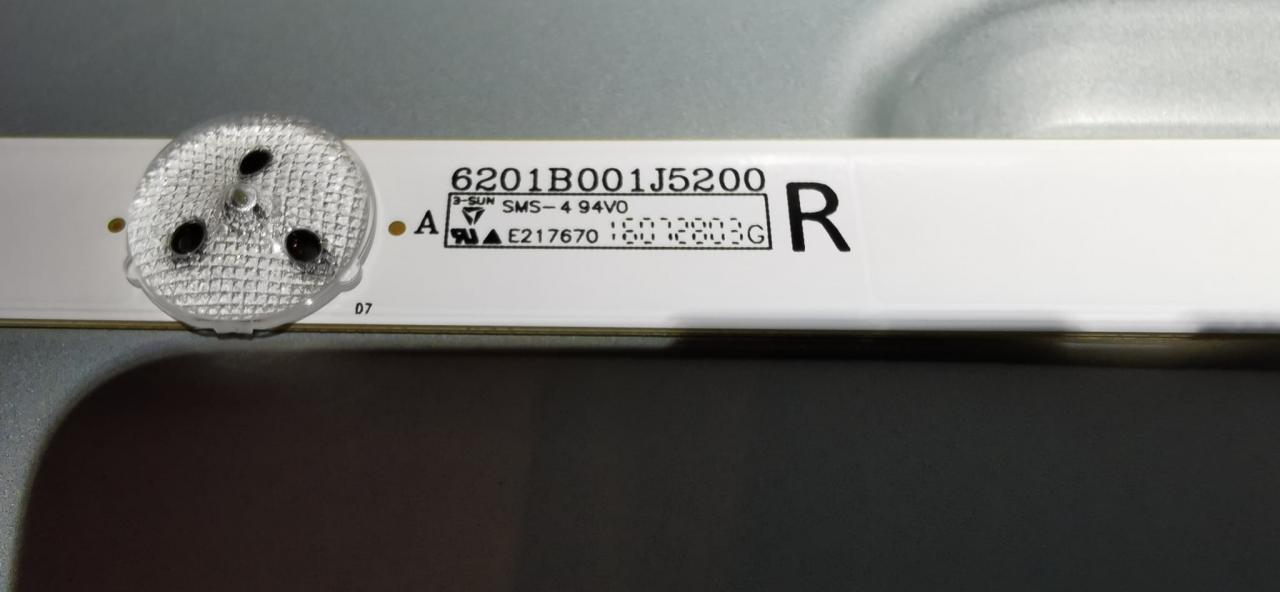 6201B001J5200
3-SUN SMS-4 94V0
A
E217670 16072803G
R
D7